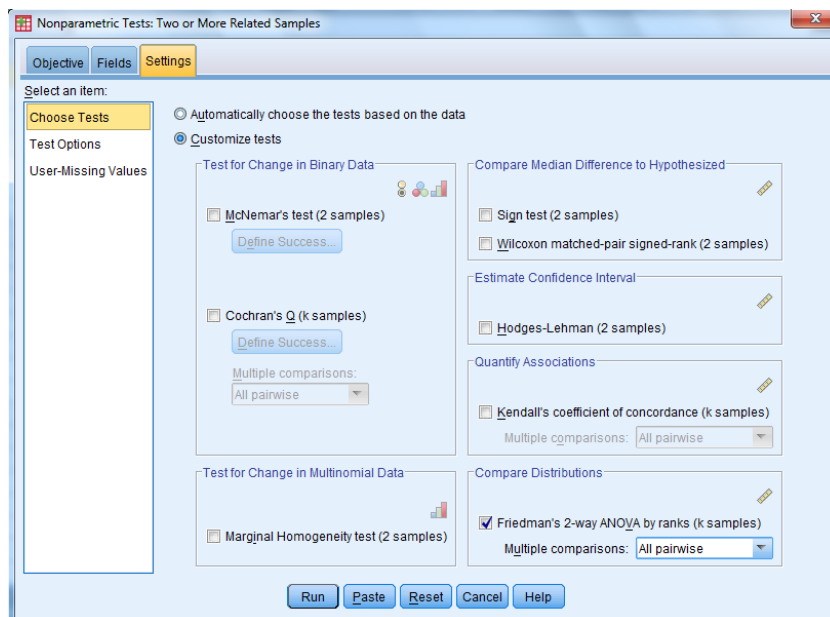 Nonparametric Tests: Two or More Related Samples
Objective Fields Settings
Select an item:
Choose Tests
Test Options
User-Missing Values
Automatically choose the tests based on the data
Customize tests
Test for Change in Binary Data
McNemar's test (2 samples)
Define Success...
Cochran's Q (k samples)
Define Success...
Multiple comparisons:
All pairwise
Test for Change in Multinomial Data
Marginal Homogeneity test (2 samples)
Compare Median Difference to Hypothesized
Sign test (2 samples)
Wilcoxon matched-pair signed-rank (2 samples)
Estimate Confidence Interval
Hodges-Lehman (2 samples)
Quantify Associations
Kendall's coefficient of concordance (k samples)
Multiple comparisons: All pairwise
Compare Distributions
Friedman's 2-way ANOVA by ranks (k samples)
Multiple comparisons: All pairwise
Run Paste Reset Cancel Help